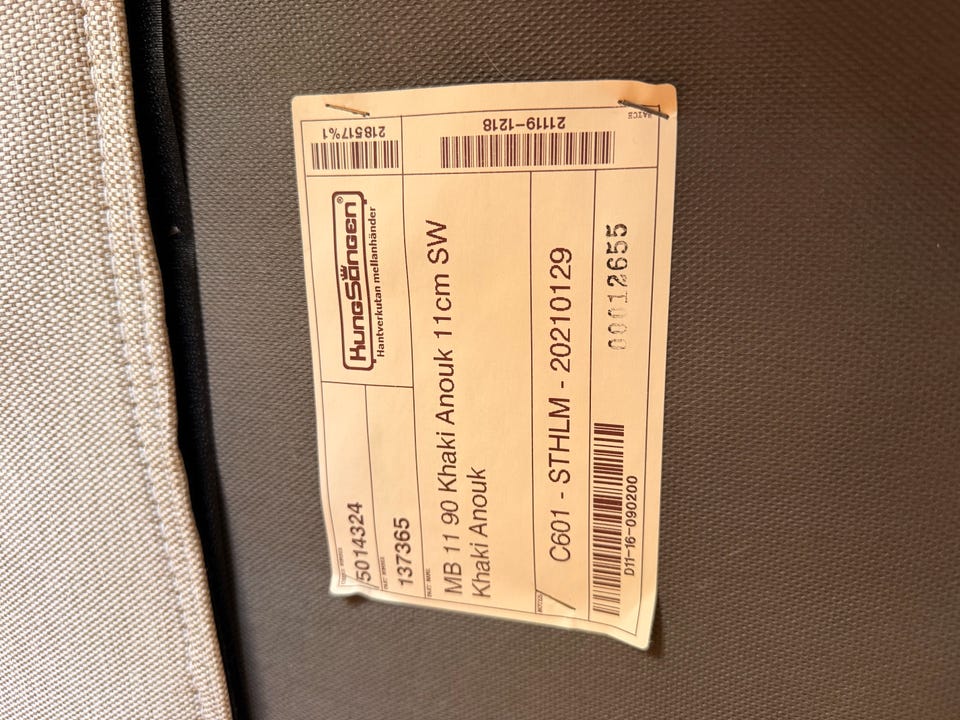 5014324
137365
KungSängen®
Hantverkutan mellanhänder
218517%1
MB 11 90 Khaki Anouk 11cm SW
Khaki Anouk
21119-1218
C601 - STHLM - 20210129
D11-16-090200
00012655